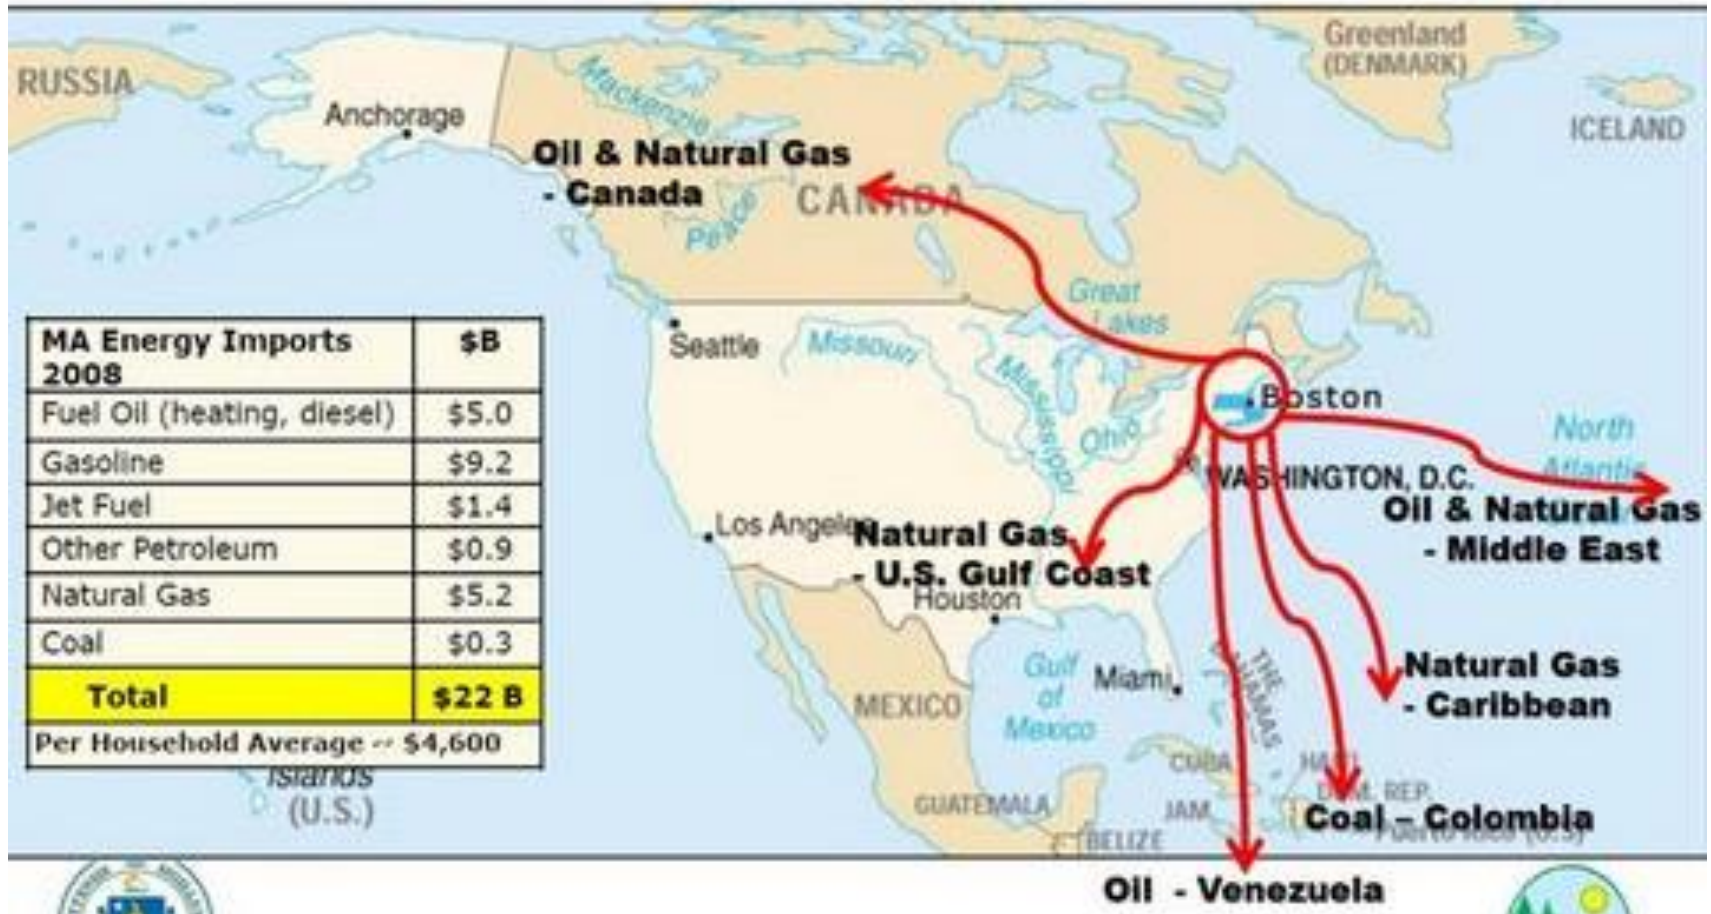 Greenland
(DENMARK)
RUSSIA
Anchorage
Mackenzie
ICELAND
Oil & Natural Gas
- Canada
CANADA
Peace
Great
Lakes
MA Energy Imports 2008 $B
Fuel Oil (heating, diesel) $5.0
Gasoline $9.2
Jet Fuel $1.4
Other Petroleum $0.9
Natural Gas $5.2
Coal $0.3
Total $22 B
Per Household Average -- $4,600
Islands
(U.S.)
Seattle
Missouri
Mississippi
Ohio
Boston
North
Atlantic
WASHINGTON, D.C.
Oil & Natural Gas
- Middle East
Los Angeles
Natural Gas
- U.S. Gulf Coast
Houston
Gulf
of
Mexico
Miami
THE
BAHAMAS
Natural Gas
- Caribbean
MEXICO
CUBA
HAITI
DOM. REP.
JAM.
GUATEMALA
BELIZE
Coal – Colombia
Puerto Rico (U.S)
Oil - Venezuela